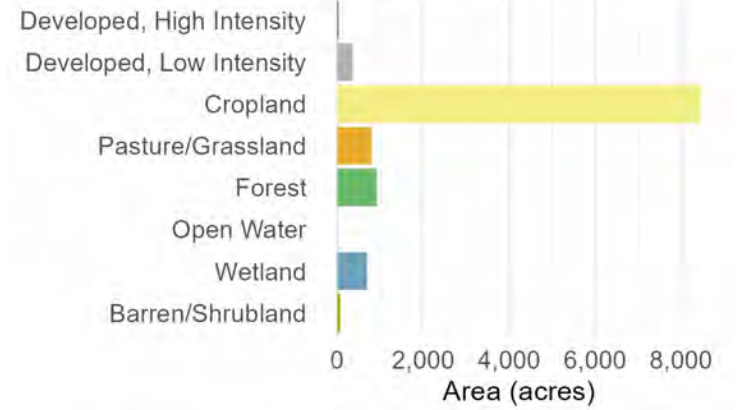 Developed, High Intensity
Developed, Low Intensity
Cropland
Pasture/Grassland
Forest
Open Water
Wetland
Barren/Shrubland
0 2,000 4,000 6,000 8,000
Area (acres)